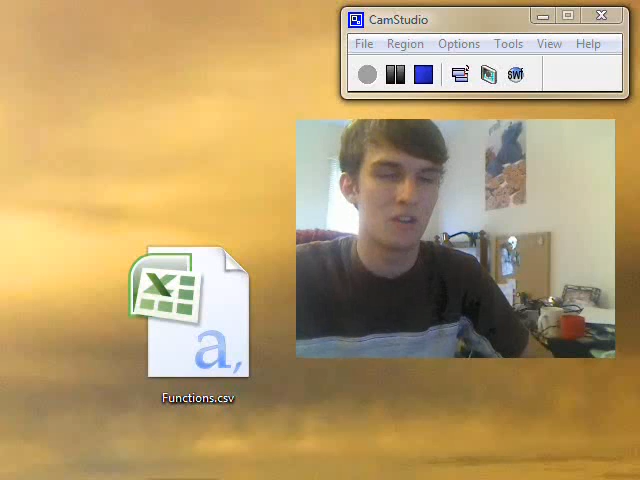 CamStudio
File Region Options Tools View Help
SWF
a,
Functions.csv